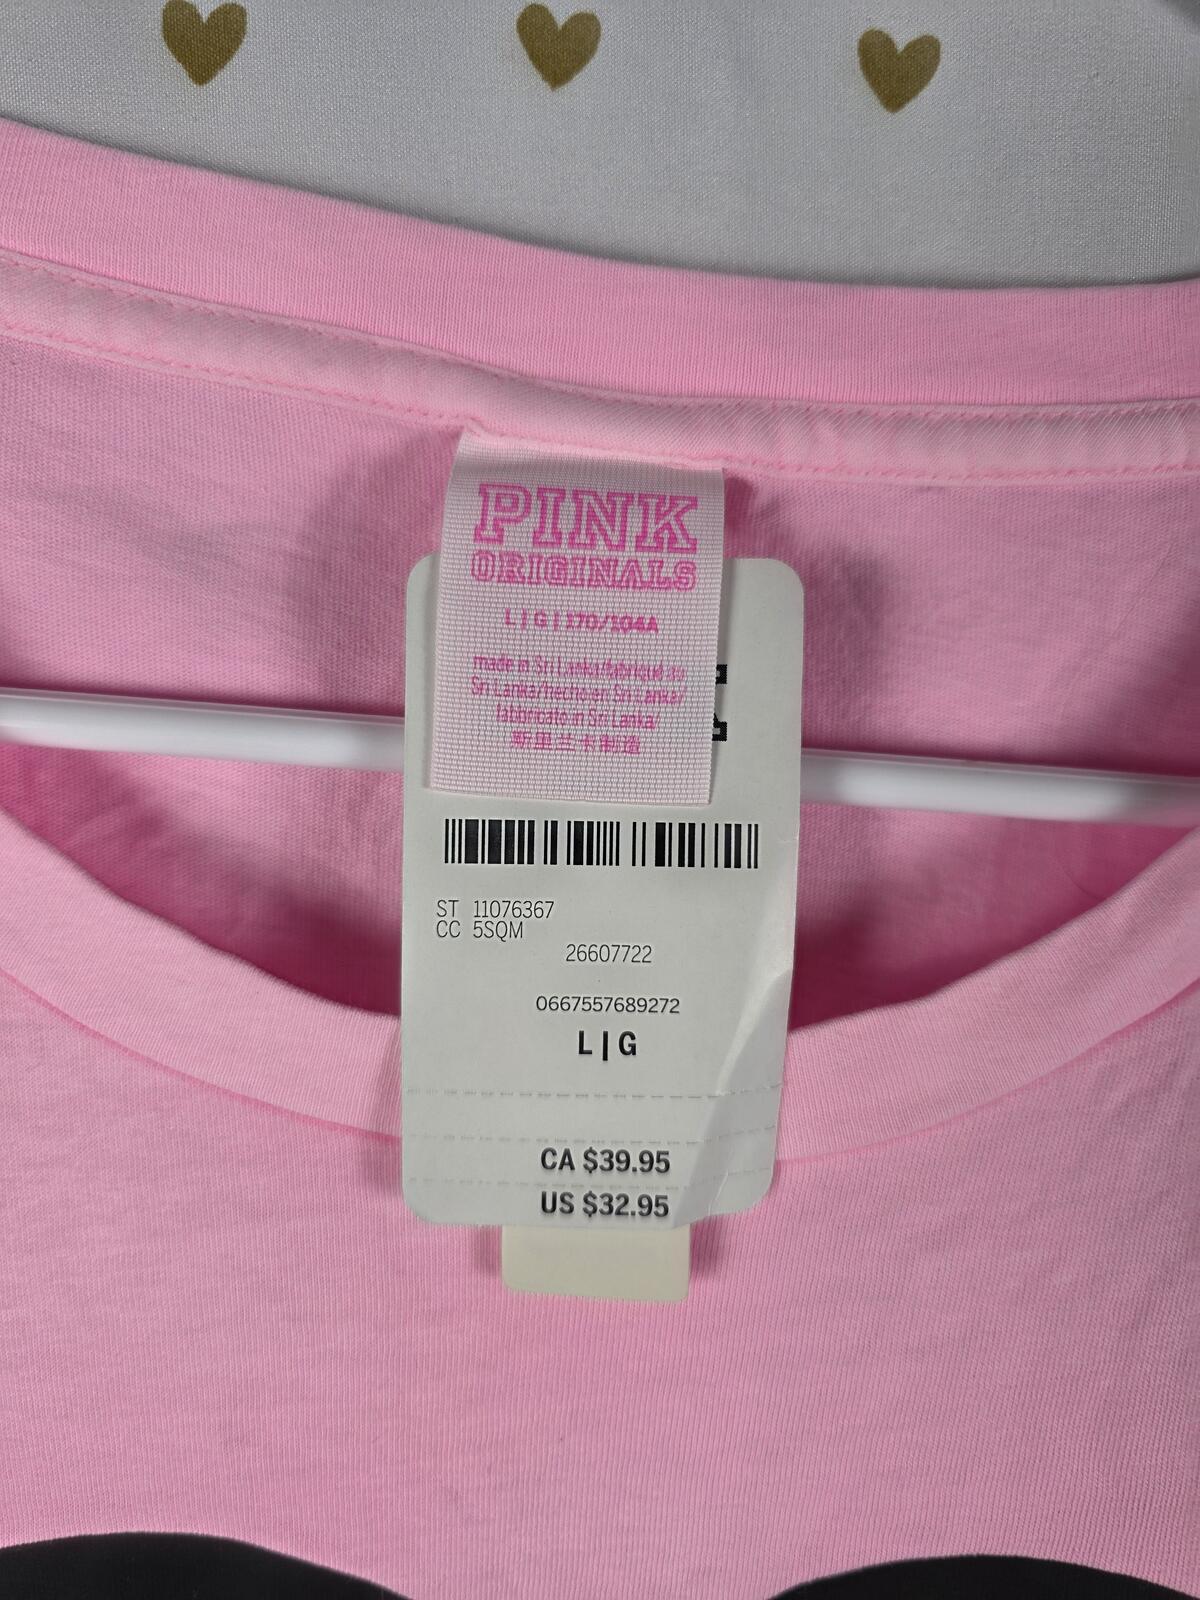 PINK
ORIGINALS
L | G | 170/104A
made in Sri Lanka/fabriqué au
Sri Lanka/hecho en Sri Lanka/
fabbricato in Sri Lanka/
斯里兰卡制造
ST 11076367
CC 5SQM
26607722
0667557689272
L | G
CA $39.95
US $32.95